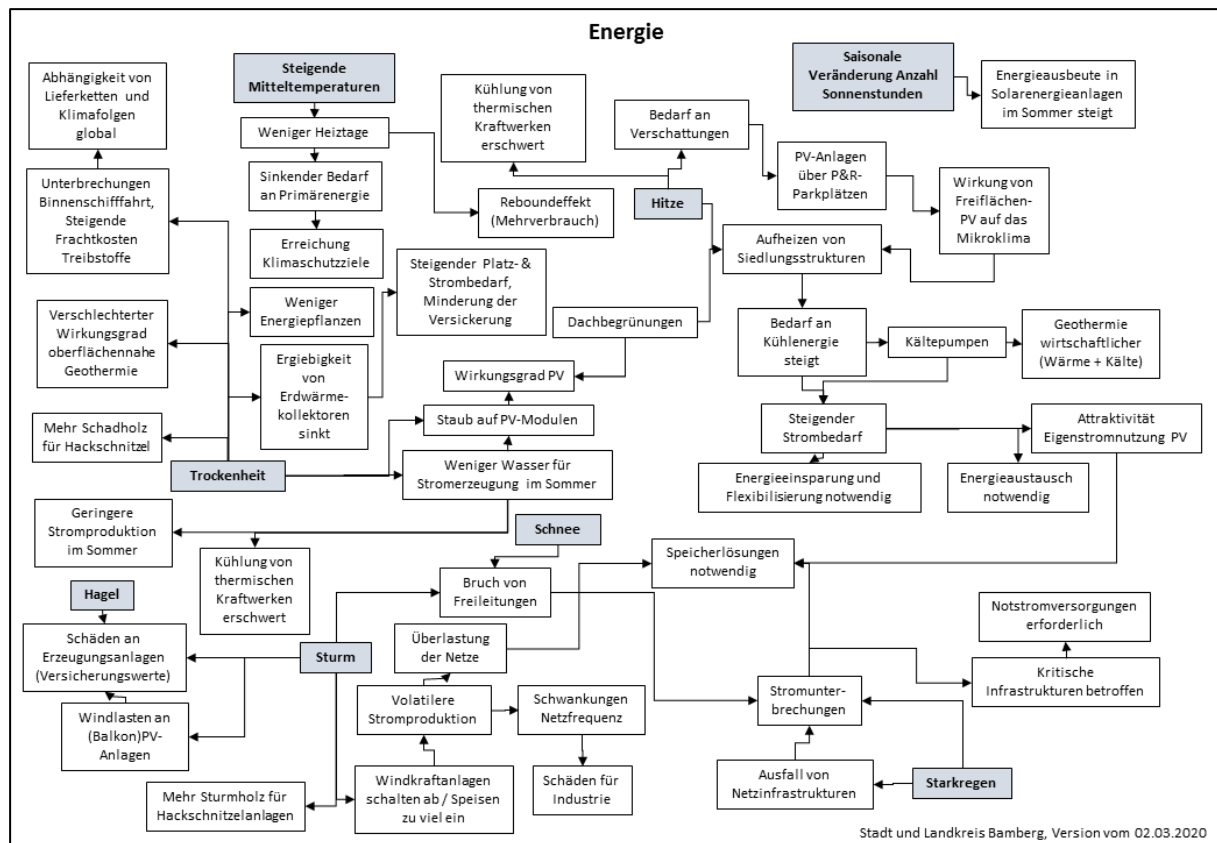 Energie
Abhängigkeit von
Lieferketten und
Klimafolgen
global
Steigende
Mitteltemperaturen
Kühlung von
thermischen
Kraftwerken
erschwert
Bedarf an
Verschattungen
Saisonale
Veränderung Anzahl
Sonnenstunden
Energieausbeute in
Solarenergieanlagen
im Sommer steigt
Weniger Heiztage
Unterbrechungen
Binnenschifffahrt,
Steigende
Frachtkosten
Treibstoffe
Sinkender Bedarf
an Primärenergie
Reboundeffekt
(Mehrverbrauch)
Hitze
PV-Anlagen
über P&R-
Parkplätzen
Wirkung von
Freiflächen-
PV auf das
Mikroklima
Erreichung
Klimaschutzziele
Steigender Platz- &
Strombedarf,
Minderung der
Versickerung
Aufheizen von
Siedlungsstrukturen
Verschlechterter
Wirkungsgrad
oberflächennahe
Geothermie
Weniger
Energiepflanzen
Dachbegrünungen
Bedarf an
Kühlenergie
steigt
Kältepumpen
Geothermie
wirtschaftlicher
(Wärme + Kälte)
Ergiebigkeit
von
Erdwärme-
kollektoren
sinkt
Wirkungsgrad PV
Staub auf PV-Modulen
Steigender
Strombedarf
Attraktivität
Eigenstromnutzung PV
Mehr Schadholz
für Hackschnitzel
Trockenheit
Weniger Wasser für
Stromerzeugung im Sommer
Energieeinsparung und
Flexibilisierung notwendig
Energieaustausch
notwendig
Geringere
Stromproduktion
im Sommer
Schnee
Kühlung von
thermischen
Kraftwerken
erschwert
Bruch von
Freileitungen
Speicherlösungen
notwendig
Hagel
Notstromversorgungen
erforderlich
Schäden an
Erzeugungsanlagen
(Versicherungswerte)
Sturm
Überlastung
der Netze
Kritische
Infrastrukturen betroffen
Windlasten an
(Balkon)PV-
Anlagen
Volatilere
Stromproduktion
Schwankungen
Netzfrequenz
Stromunter-
brechungen
Mehr Sturmholz für
Hackschnitzelanlagen
Windkraftanlagen
schalten ab / Speisen
zu viel ein
Schäden für
Industrie
Ausfall von
Netzinfrastrukturen
Starkregen
Stadt und Landkreis Bamberg, Version vom 02.03.2020